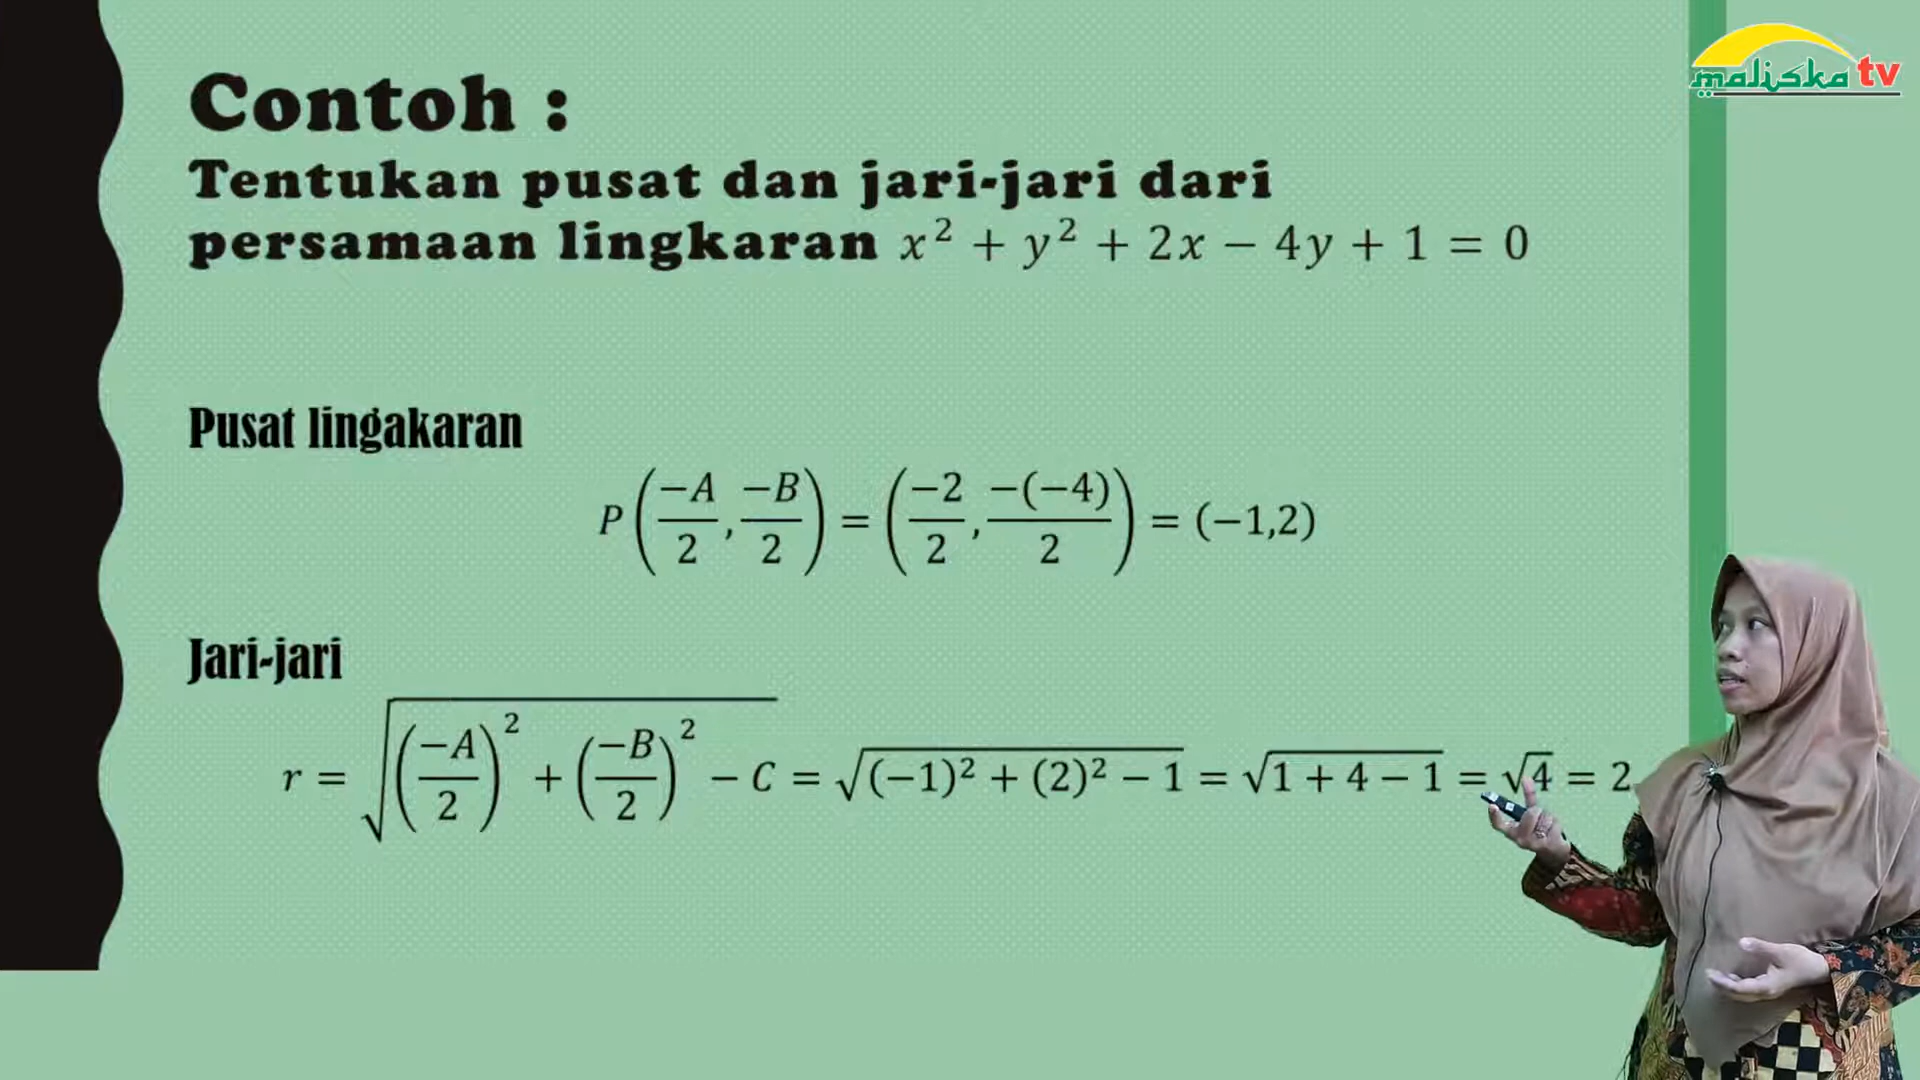 maliska tv
Contoh :
Tentukan pusat dan jari-jari dari
persamaan lingkaran x² + y² + 2x − 4y + 1 = 0
Pusat lingakaran
P(−A/2, −B/2) = (−2/2, −(−4)/2) = (−1,2)
Jari-jari
r = √((−A/2)² + (−B/2)² − C) = √((−1)² + (2)² − 1) = √(1 + 4 − 1) = √4 = 2